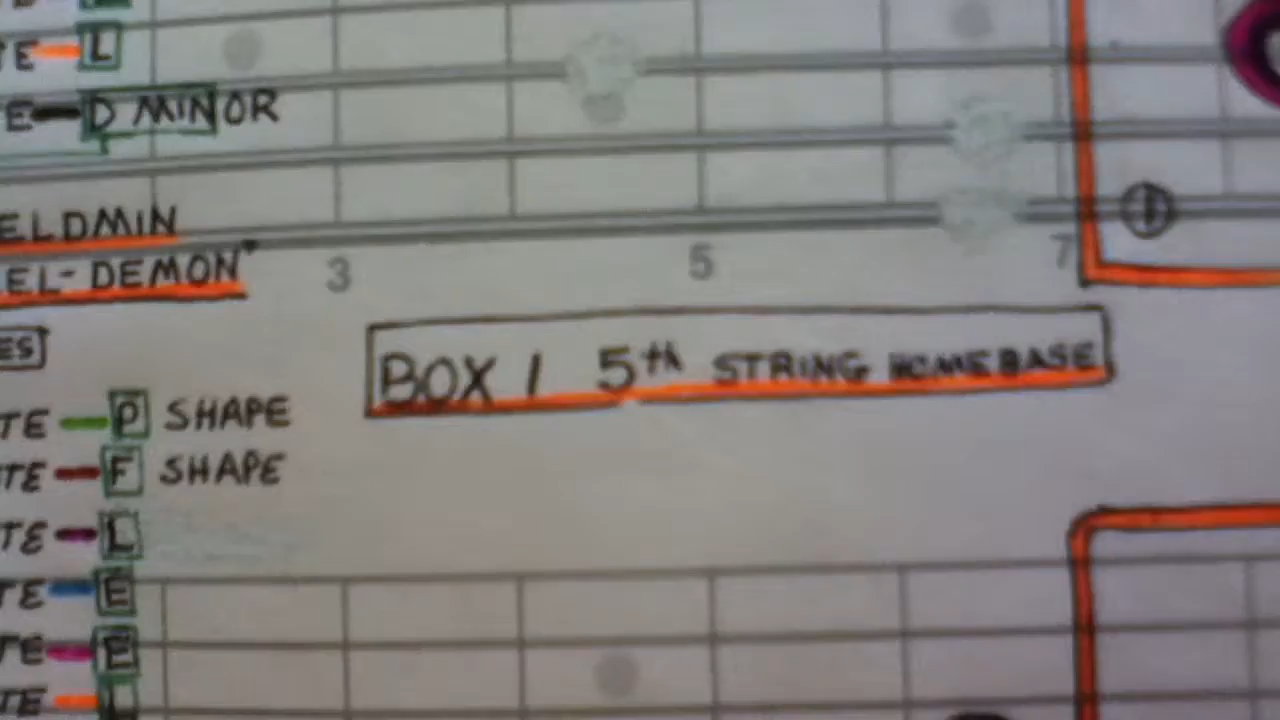 E L
E D MINOR
ELDMIN
EL-DEMON"
3 5 7
ES
BOX 1 5th STRING HOMEBASE
TE P SHAPE
TE F SHAPE
TE L
TE E
TE E
TE L